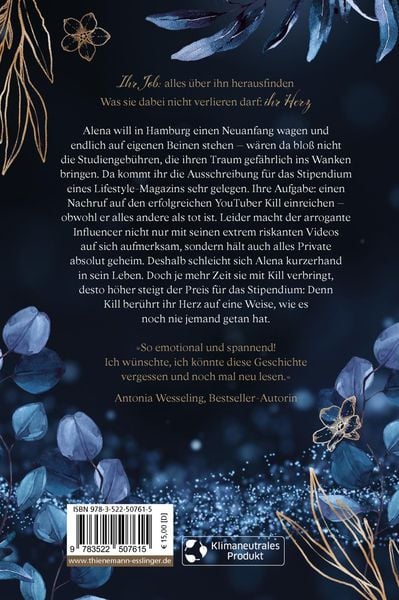 Ihr Job: alles über ihn herausfinden
Was sie dabei nicht verlieren darf: ihr Herz
Alena will in Hamburg einen Neuanfang wagen und
endlich auf eigenen Beinen stehen – wären da bloß nicht
die Studiengebühren, die ihren Traum gefährlich ins Wanken
bringen. Da kommt ihr die Ausschreibung für das Stipendium
eines Lifestyle-Magazins sehr gelegen. Ihre Aufgabe: einen
Nachruf auf den erfolgreichen YouTuber Kill einreichen –
obwohl er alles andere als tot ist. Leider macht der arrogante
Influencer nicht nur mit seinen extrem riskanten Videos
auf sich aufmerksam, sondern hält auch alles Private
absolut geheim. Deshalb schleicht sich Alena kurzerhand
in sein Leben. Doch je mehr Zeit sie mit Kill verbringt,
desto höher steigt der Preis für das Stipendium: Denn
Kill berührt ihr Herz auf eine Weise, wie es
noch nie jemand getan hat.
»So emotional und spannend!
Ich wünschte, ich könnte diese Geschichte
vergessen und noch mal neu lesen.«
Antonia Wesseling, Bestseller-Autorin
ISBN 978-3-522-50761-5
9 783522 507615
€ 15,00 [D]
www.thienemann-esslinger.de
Klimaneutrales
Produkt